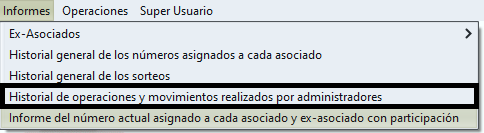 Informes Operaciones Super Usuario
Ex-Asociados
Historial general de los números asignados a cada asociado
Historial general de los sorteos
Historial de operaciones y movimientos realizados por administradores
Informe del número actual asignado a cada asociado y ex-asociado con participación